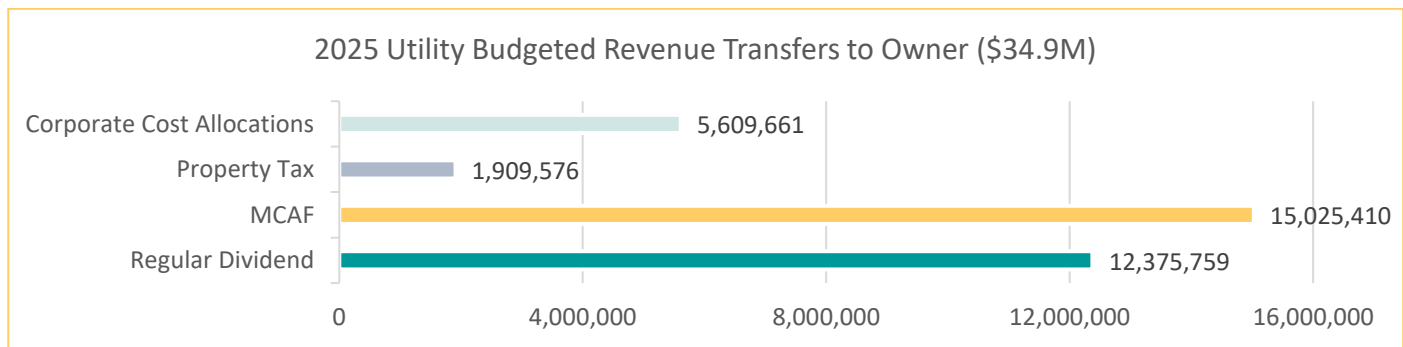 2025 Utility Budgeted Revenue Transfers to Owner ($34.9M)
Corporate Cost Allocations 5,609,661
Property Tax 1,909,576
MCAF 15,025,410
Regular Dividend 12,375,759
0 4,000,000 8,000,000 12,000,000 16,000,000